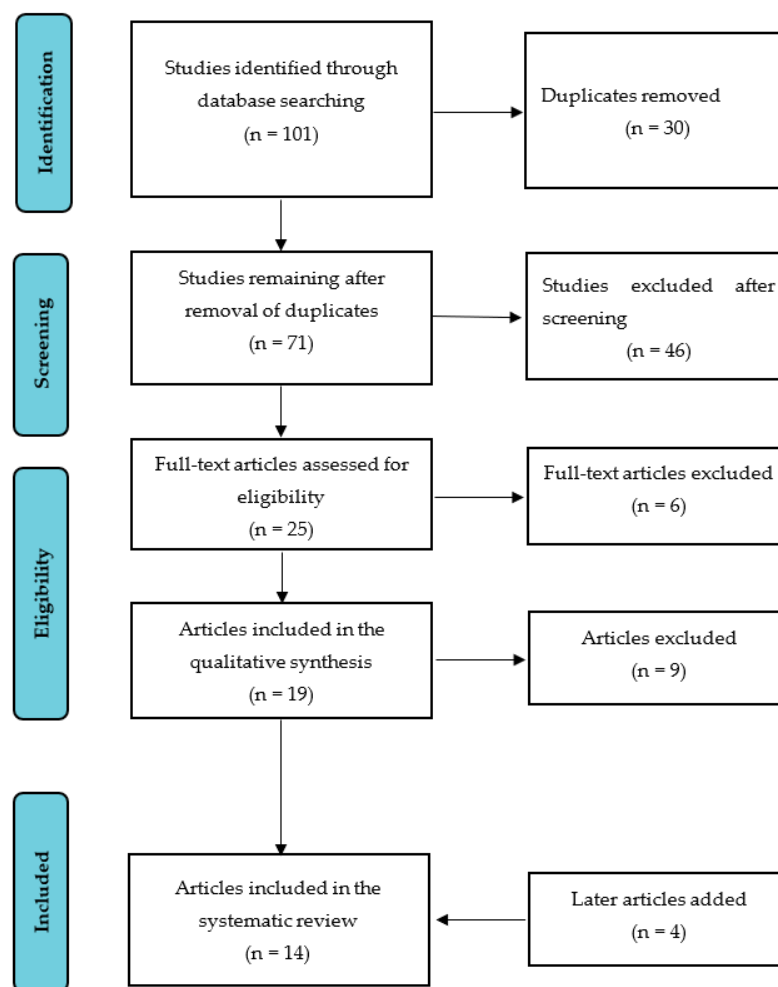 Identification
Studies identified through
database searching
(n = 101)
Duplicates removed
(n = 30)
Screening
Studies remaining after
removal of duplicates
(n = 71)
Studies excluded after
screening
(n = 46)
Eligibility
Full-text articles assessed for
eligibility
(n = 25)
Full-text articles excluded
(n = 6)
Articles included in the
qualitative synthesis
(n = 19)
Articles excluded
(n = 9)
Included
Articles included in the
systematic review
(n = 14)
Later articles added
(n = 4)